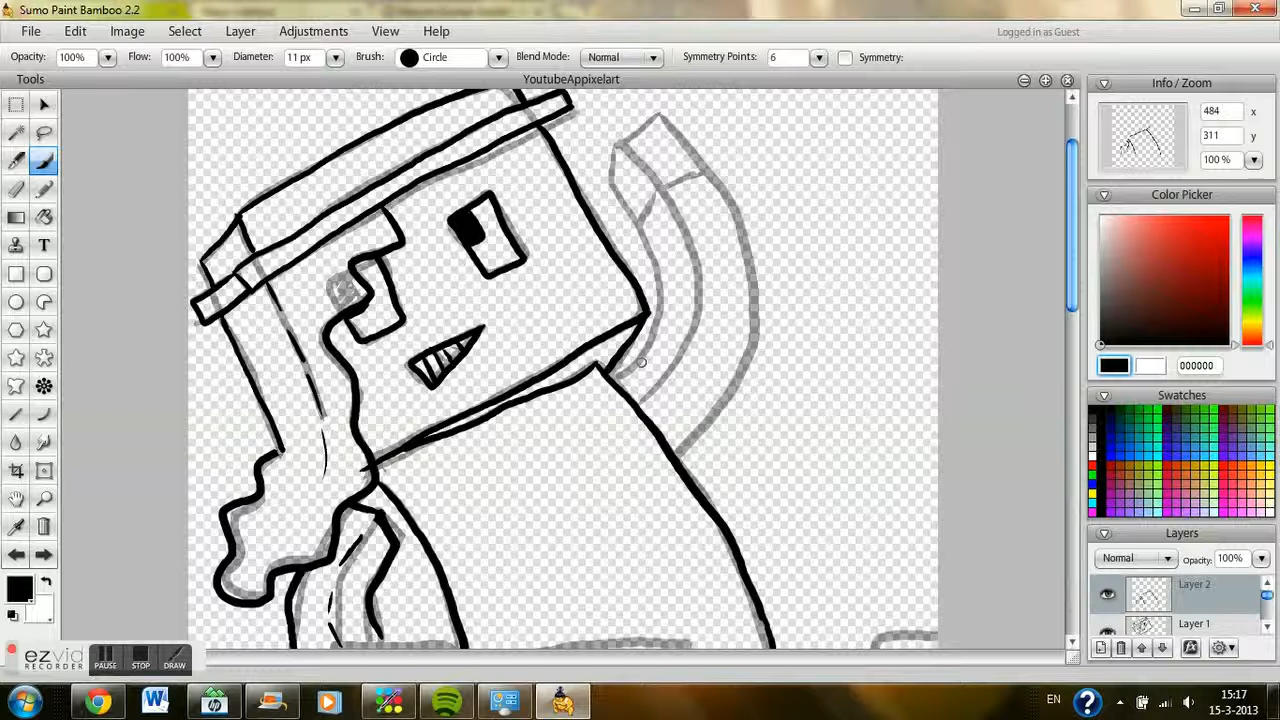 Sumo Paint Bamboo 2.2
File Edit Image Select Layer Adjustments View Help
Logged in as Guest
Opacity: 100% Flow: 100% Diameter: 11 px Brush: Circle Blend Mode: Normal Symmetry Points: 6 Symmetry:
Tools
YoutubeAppixelart
Info / Zoom
484 x
311 y
100 %
Color Picker
000000
Swatches
Layers
Normal Opacity: 100%
Layer 2
Layer 1
T
ezvid
RECORDER
PAUSE STOP DRAW
EN
15:17
15-3-2013